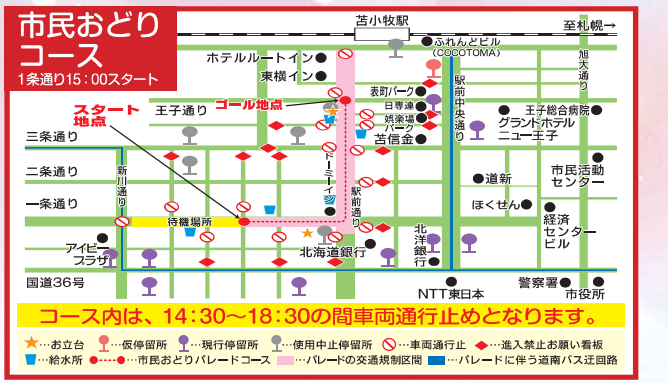 市民おどり
コース
1条通り15：00スタート
苫小牧駅
至札幌→
ふれんどビル
(COCOTOMA)
旭大通り
ホテルルートイン
東横イン
表町パーク
日専連
娯楽場
パーク
苫信金
駅前中央通り
王子総合病院
グランドホテル
ニュー王子
スタート
地点
王子通り
ゴール地点
三条通り
二条通り
一条通り
新川通り
ドーミーイン
駅前通り
道新
ほくせん
市民活動
センター
経済
センター
ビル
待機場所
アイビー
プラザ
北海道銀行
北洋銀行
国道36号
NTT東日本
警察署
市役所
コース内は、14:30〜18:30の間車両通行止めとなります。
…お立台
…仮停留所
…現行停留所
…使用中止停留所
…車両通行止
…進入禁止お願い看板
…給水所
…市民おどりパレードコース
…パレードの交通規制区間
…パレードに伴う道南バス迂回路